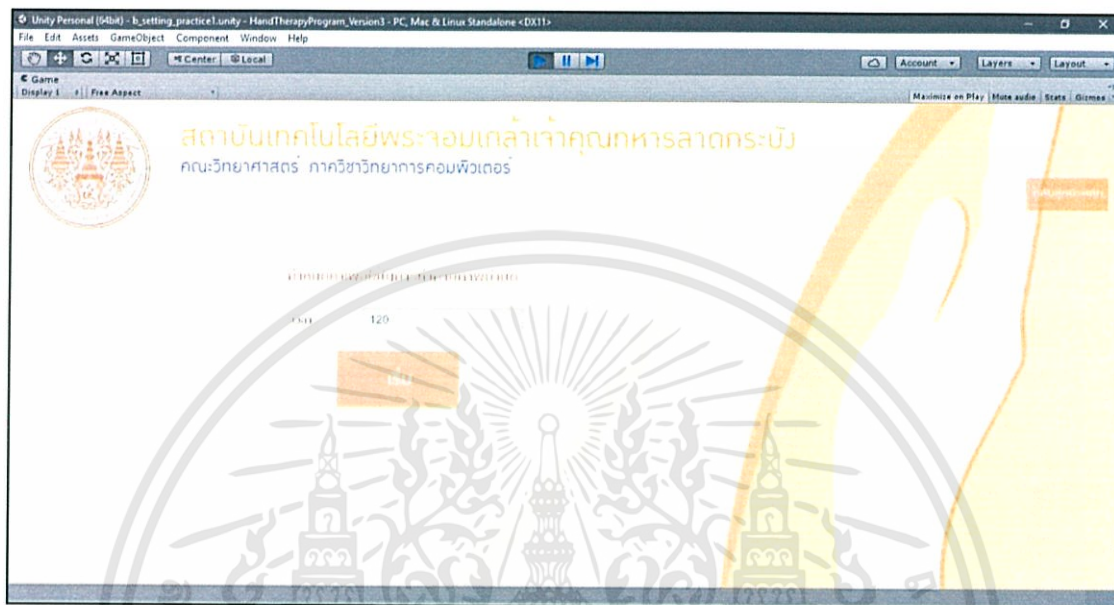 Unity Personal (64bit) - b_setting_practice1.unity - HandTherapyProgram_Version3 - PC, Mac & Linux Standalone <DX11>
File Edit Assets GameObject Component Window Help
Center Local Account Layers Layout
Game
Display 1 Free Aspect Maximize on Play Mute audio Stats Gizmos
สถาบันเทคโนโลยีพระจอมเกล้าเจ้าคุณทหารลาดกระบัง
คณะวิทยาศาสตร์ ภาควิชาวิทยาการคอมพิวเตอร์
120
เริ่ม